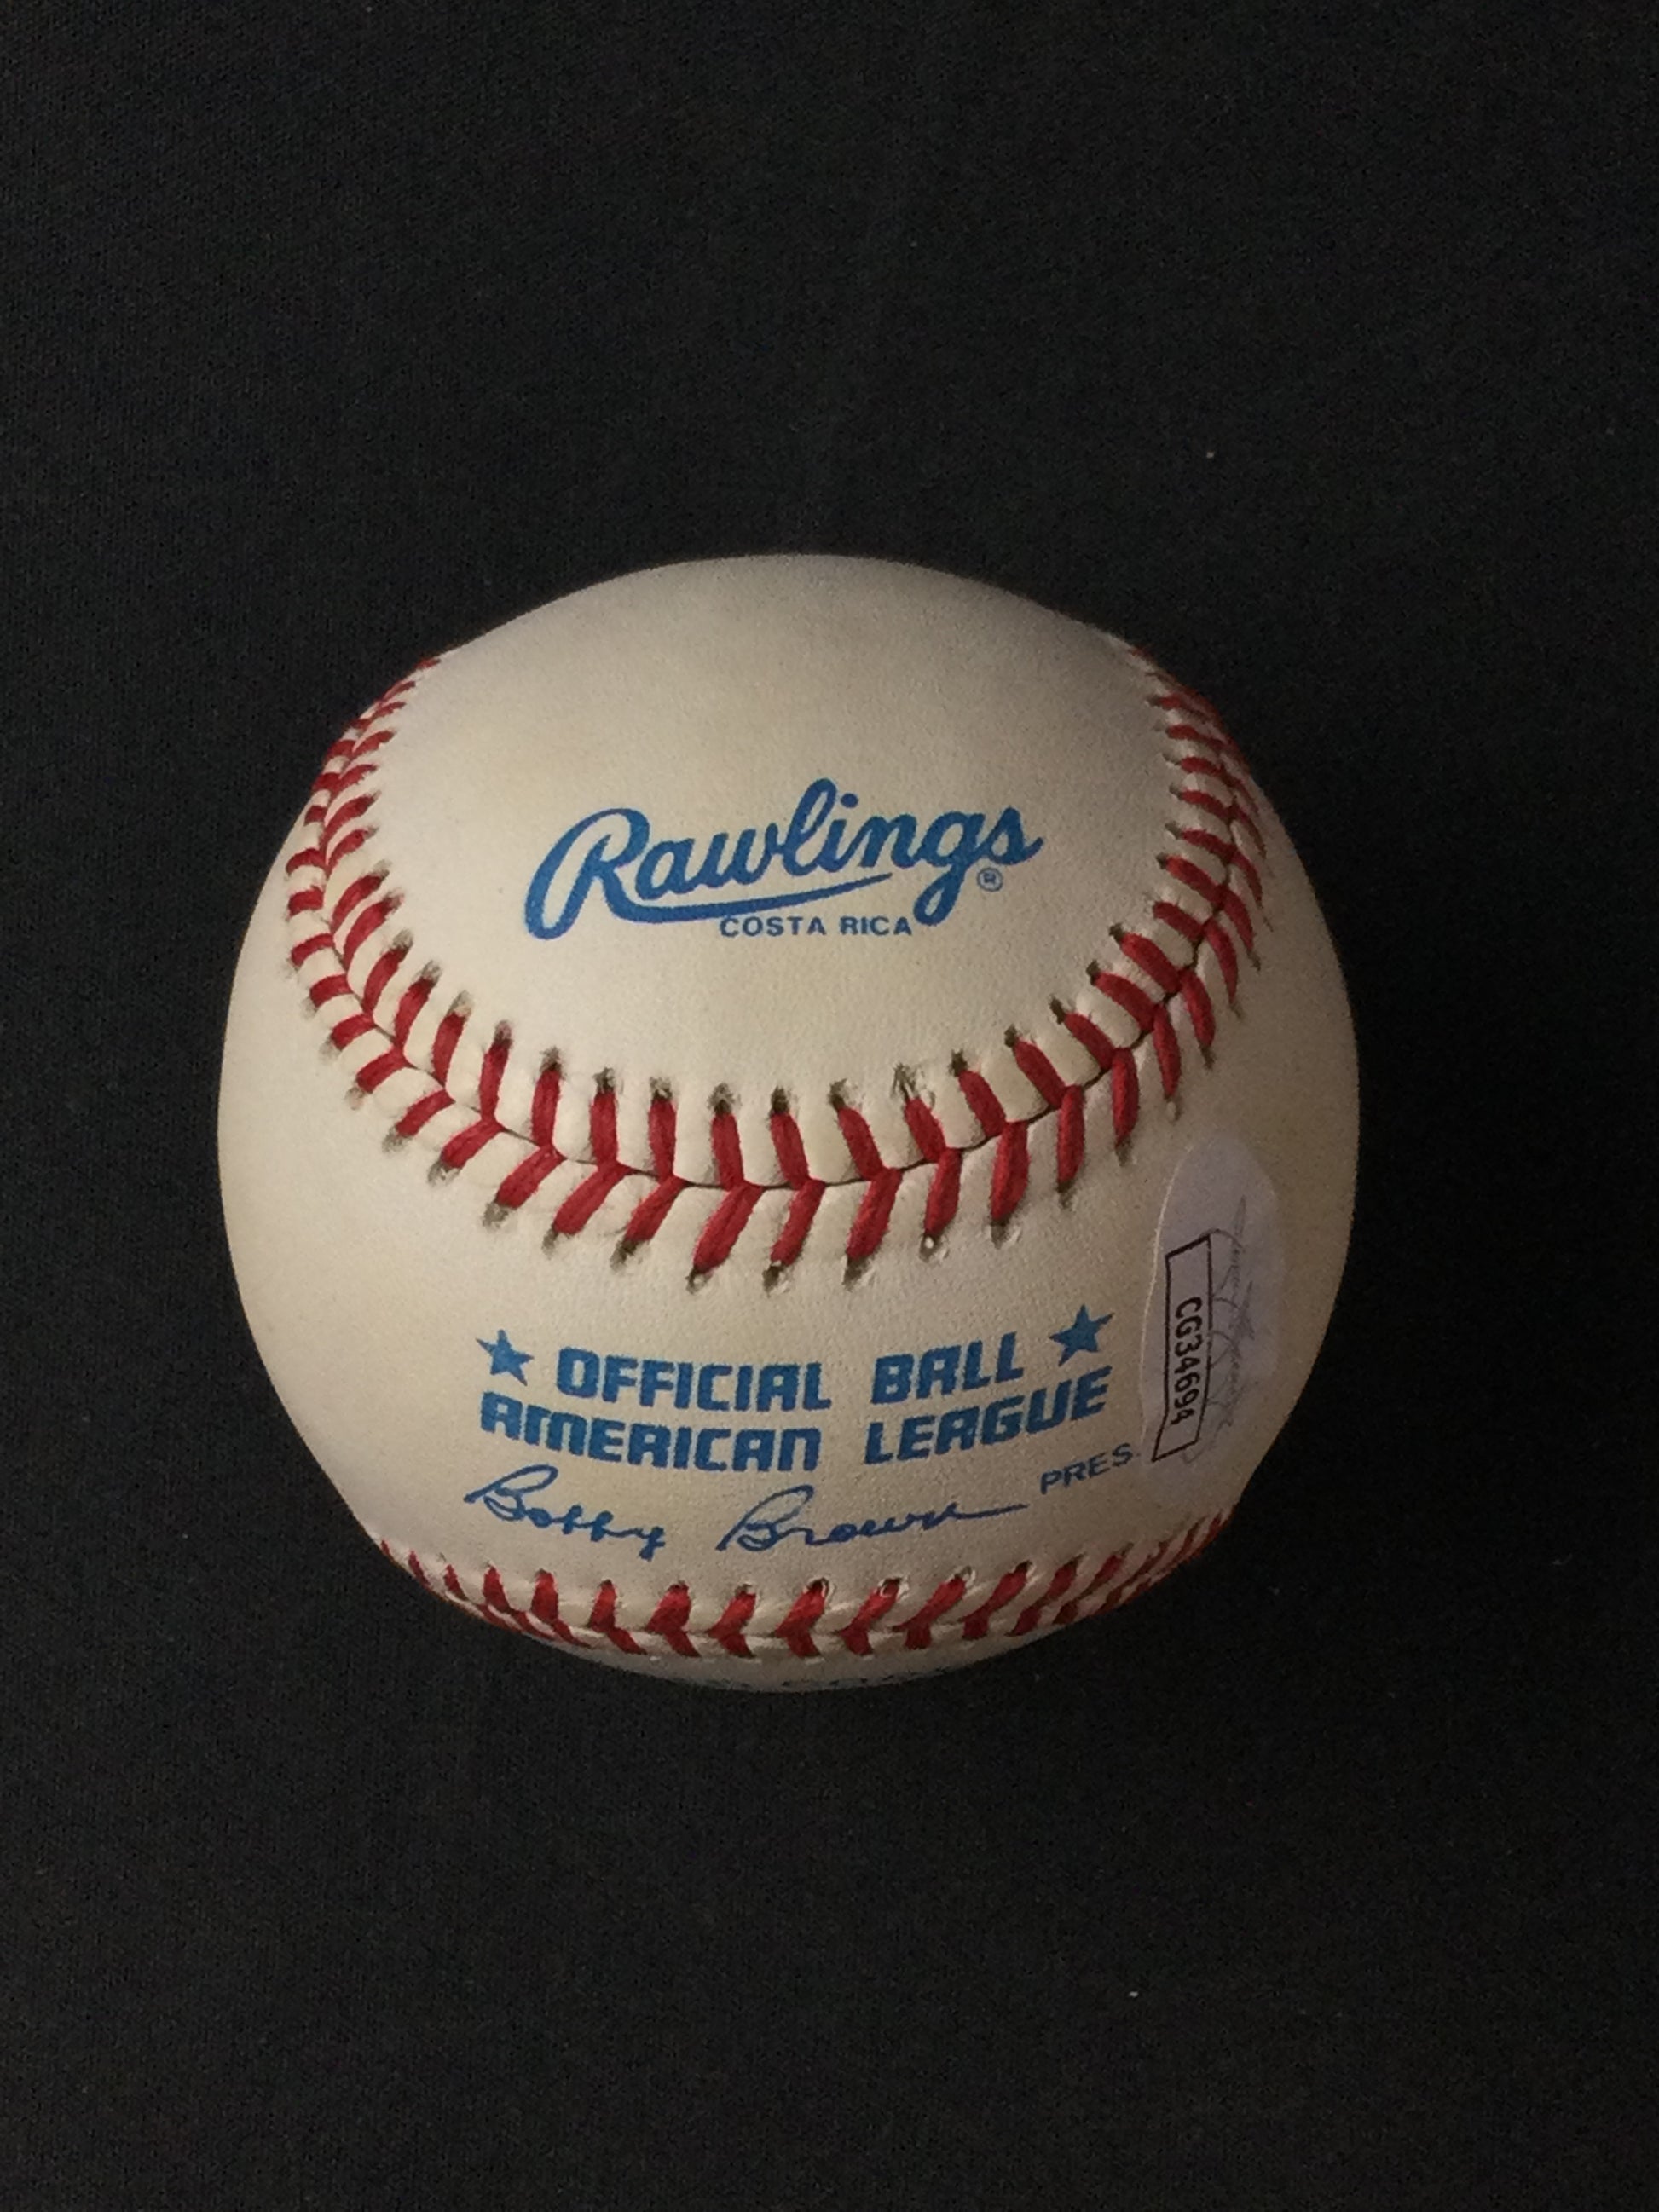 Rawlings ®
COSTA RICA
OFFICIAL BALL
AMERICAN LEAGUE
Bobby Brown PRES.
CG34694